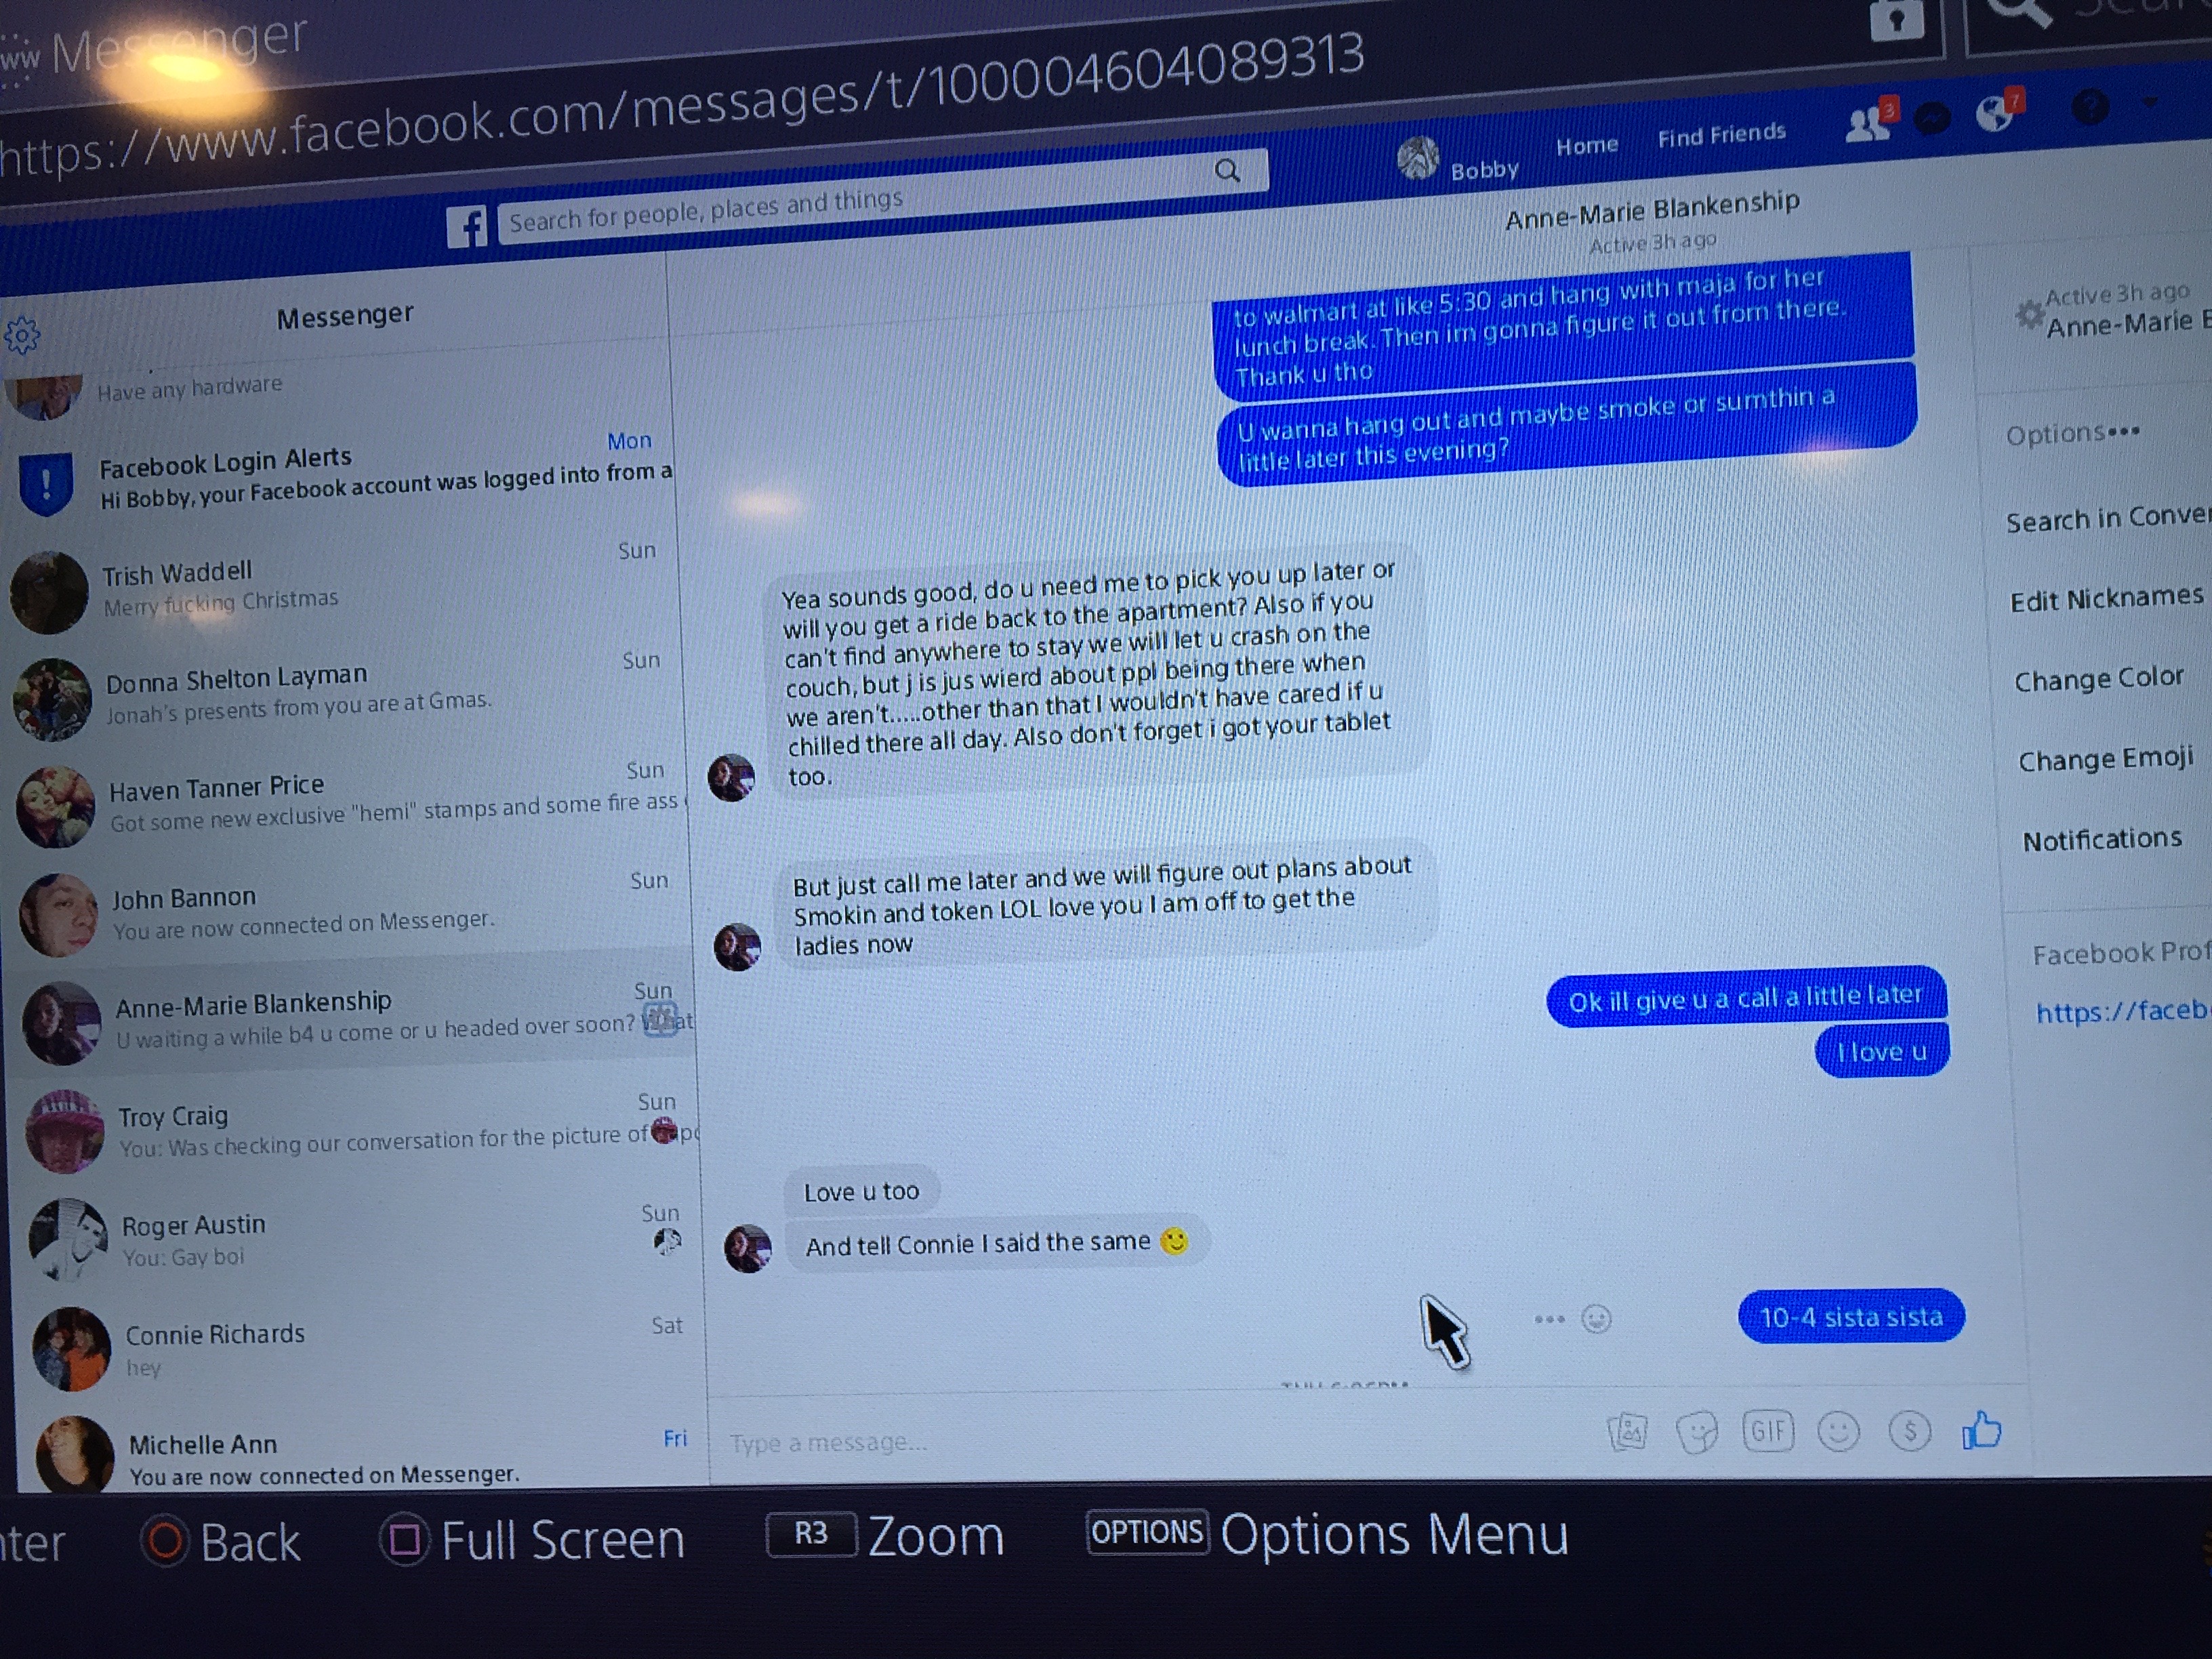 Messenger
https://www.facebook.com/messages/t/100004604089313
f
Search for people, places and things
Bobby
Home
Find Friends
3
7
?
Messenger
Have any hardware
Facebook Login Alerts
Mon
Hi Bobby, your Facebook account was logged into from a
Trish Waddell
Sun
Merry fucking Christmas
Donna Shelton Layman
Sun
Jonah's presents from you are at Gmas.
Haven Tanner Price
Sun
Got some new exclusive "hemi" stamps and some fire ass
John Bannon
Sun
You are now connected on Messenger.
Anne-Marie Blankenship
Sun
U waiting a while b4 u come or u headed over soon?
Troy Craig
Sun
You: Was checking our conversation for the picture of
Roger Austin
Sun
You: Gay boi
Connie Richards
Sat
hey
Michelle Ann
Fri
You are now connected on Messenger.
Anne-Marie Blankenship
Active 3h ago
to walmart at like 5:30 and hang with maja for her
lunch break. Then im gonna figure it out from there.
Thank u tho
U wanna hang out and maybe smoke or sumthin a
little later this evening?
Yea sounds good, do u need me to pick you up later or
will you get a ride back to the apartment? Also if you
can't find anywhere to stay we will let u crash on the
couch, but j is jus wierd about ppl being there when
we aren't.....other than that I wouldn't have cared if u
chilled there all day. Also don't forget i got your tablet
too.
But just call me later and we will figure out plans about
Smokin and token LOL love you I am off to get the
ladies now
Ok ill give u a call a little later
I love u
Love u too
And tell Connie I said the same
10-4 sista sista
Type a message...
GIF
$
Active 3h ago
Anne-Marie
Options
Search in Conver
Edit Nicknames
Change Color
Change Emoji
Notifications
Facebook Prof
https://faceb
nter
Back
Full Screen
R3
Zoom
OPTIONS
Options Menu